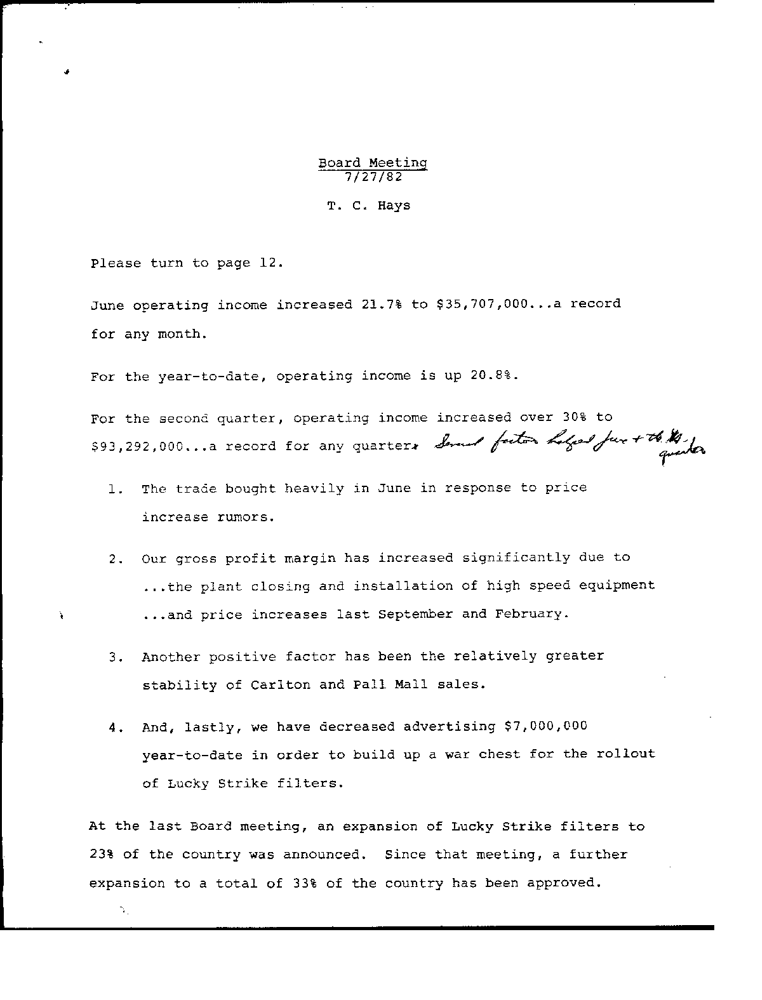 Board Meeting
7/27/82
T. C. Hays
Please turn to page 12.
June operating income increased 21.7% to $35,707,000...a record
for any month.
For the year-to-date, operating income is up 20.8%.
For the second quarter, operating income increased over 30% to
$93,292,000...a record for any quarter. Several factors helped June + the
quarter
1. The trade bought heavily in June in response to price
increase rumors.
2. Our gross profit margin has increased significantly due to
...the plant closing and installation of high speed equipment
...and price increases last September and February.
3. Another positive factor has been the relatively greater
stability of Carlton and Pall Mall sales.
4. And, lastly, we have decreased advertising $7,000,000
year-to-date in order to build up a war chest for the rollout
of Lucky Strike filters.
At the last Board meeting, an expansion of Lucky Strike filters to
23% of the country was announced. Since that meeting, a further
expansion to a total of 33% of the country has been approved.